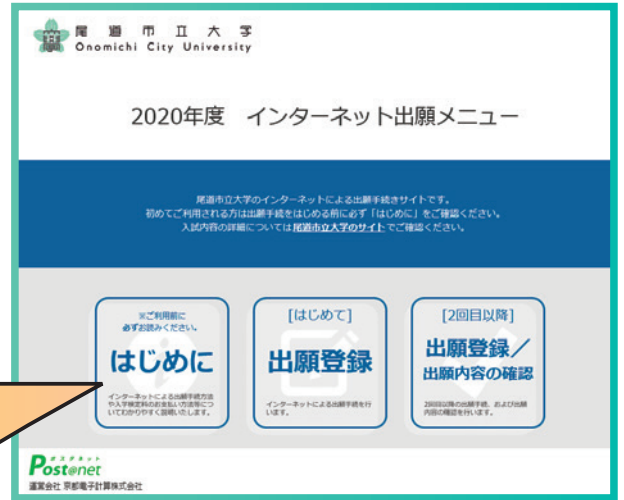 尾道市立大学
Onomichi City University
2020年度　インターネット出願メニュー
尾道市立大学のインターネットによる出願手続きサイトです。
初めてご利用される方は出願手続をはじめる前に必ず「はじめに」をご確認ください。
入試内容の詳細については尾道市立大学のサイトでご確認ください。
※ご利用前に
必ずお読みください。
はじめに
インターネットによる出願手続方法
や入学検定料のお支払い方法等につ
いてわかりやすく説明いたします。
[はじめて]
出願登録
インターネットによる出願手続を行
います。
[2回目以降]
出願登録／
出願内容の確認
2回目以降の出願手続、および出願
内容の確認を行います。
ポストアネット
Post@net
運営会社 京都電子計算株式会社